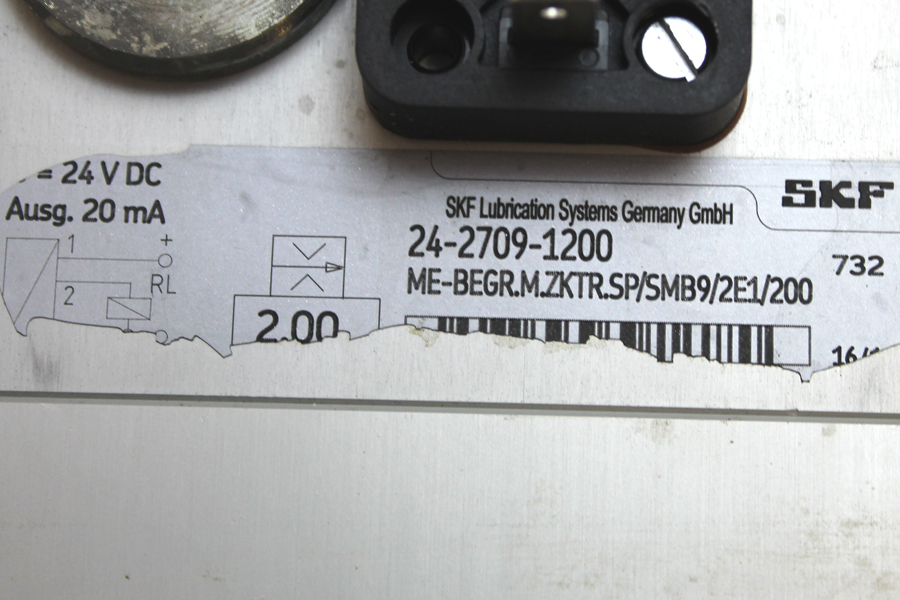 = 24 V DC
Ausg. 20 mA
1
+
RL
2
2.00
SKF
SKF Lubrication Systems Germany GmbH
24-2709-1200
ME-BEGR.M.ZKTR.SP/SMB9/2E1/200
732
16/